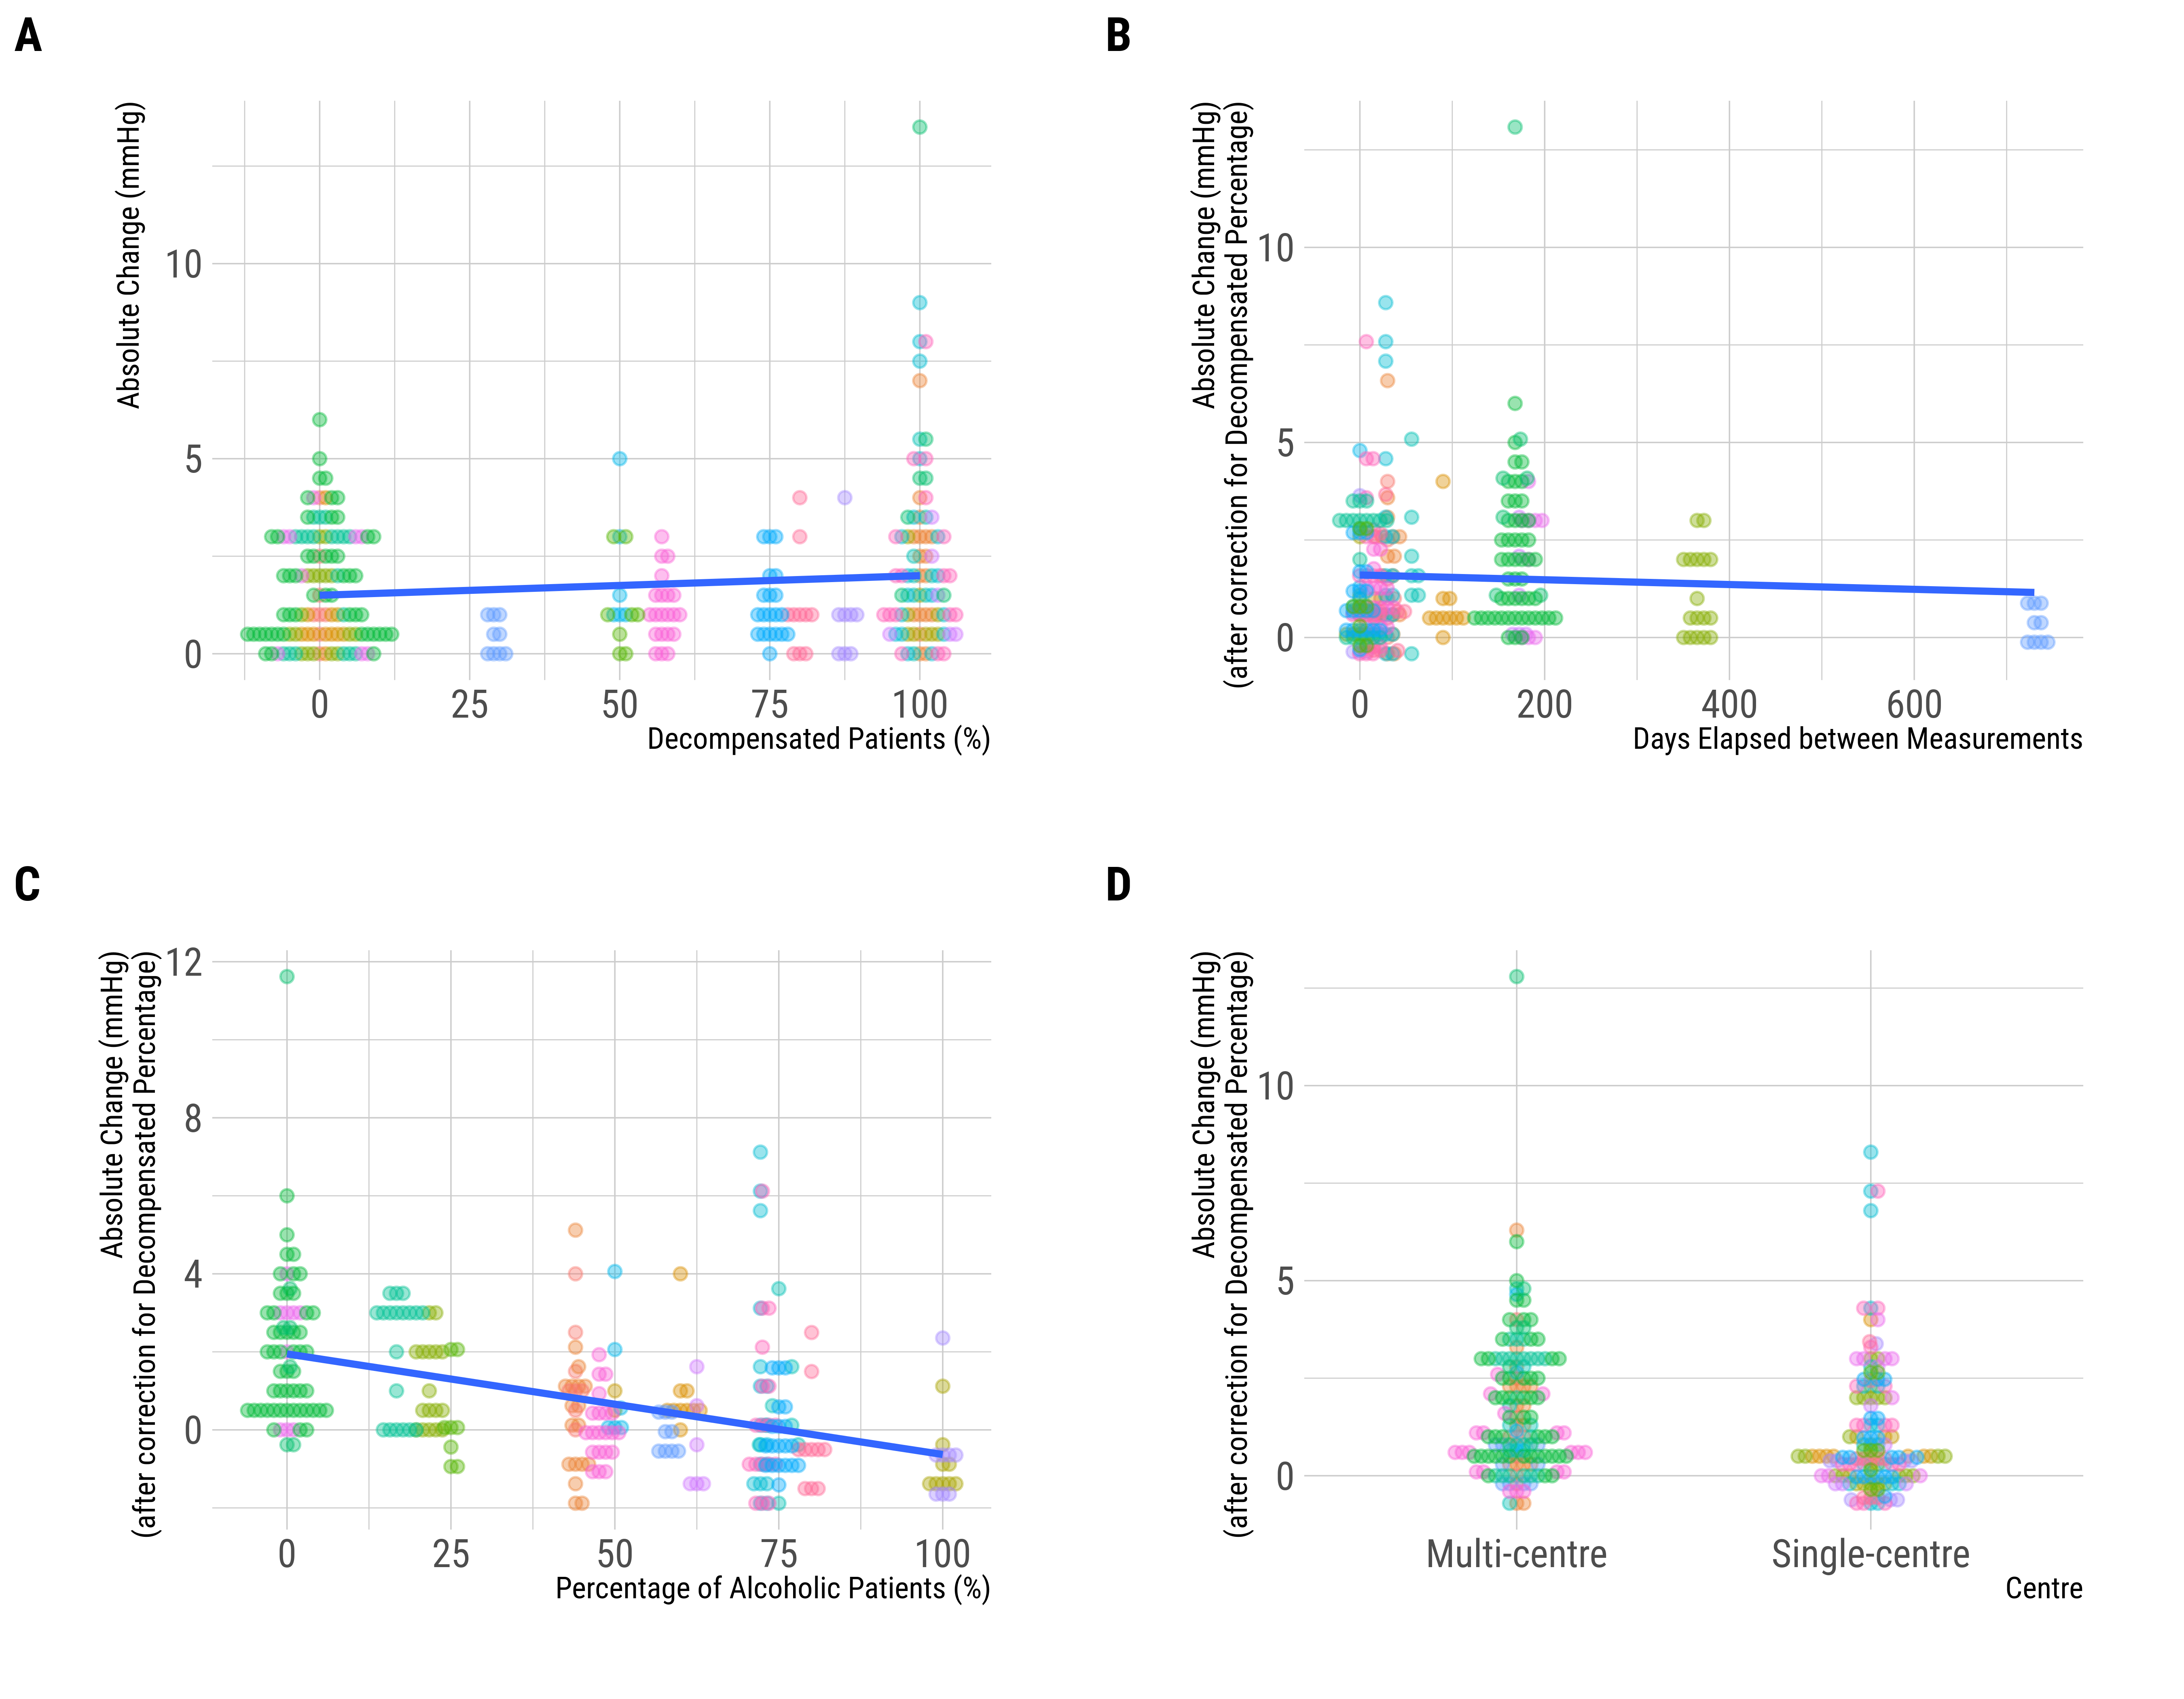 A
Absolute Change (mmHg)
10
5
0
0 25 50 75 100
Decompensated Patients (%)
B
Absolute Change (mmHg)
(after correction for Decompensated Percentage)
10
5
0
0 200 400 600
Days Elapsed between Measurements
C
Absolute Change (mmHg)
(after correction for Decompensated Percentage)
12
8
4
0
0 25 50 75 100
Percentage of Alcoholic Patients (%)
D
Absolute Change (mmHg)
(after correction for Decompensated Percentage)
10
5
0
Multi-centre Single-centre
Centre